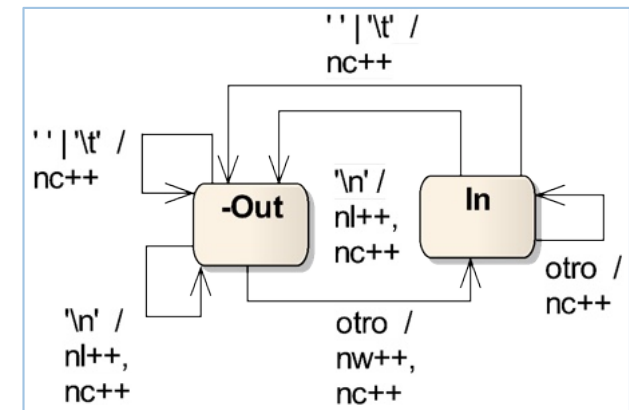 ' ' | '\t' /
nc++
' ' | '\t' /
nc++
-Out
'\n' /
nl++,
nc++
In
otro /
nc++
'\n' /
nl++,
nc++
otro /
nw++,
nc++